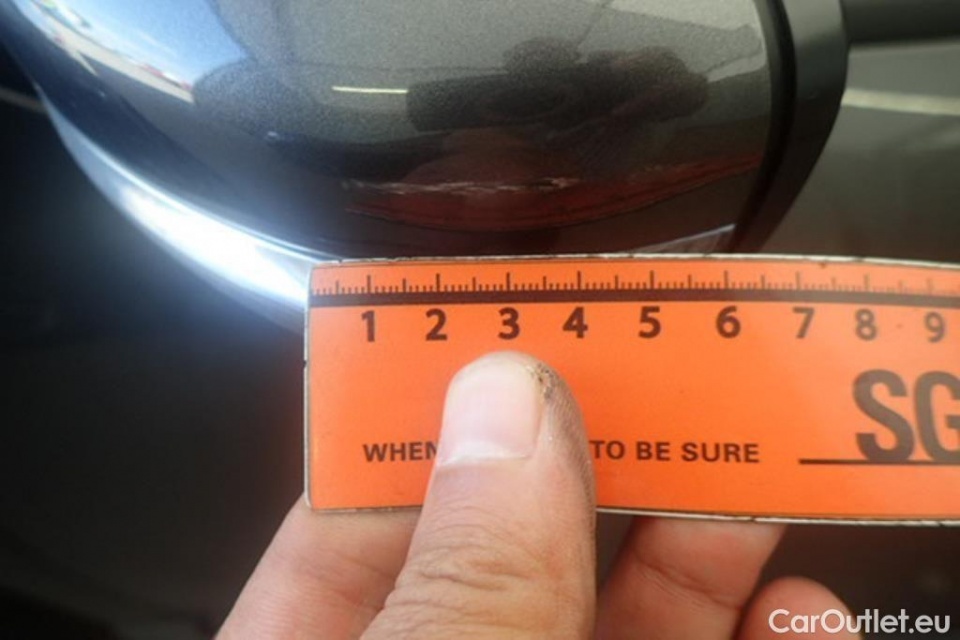 1 2 3 4 5 6 7 8 9
WHEN TO BE SURE SG
CarOutlet.eu